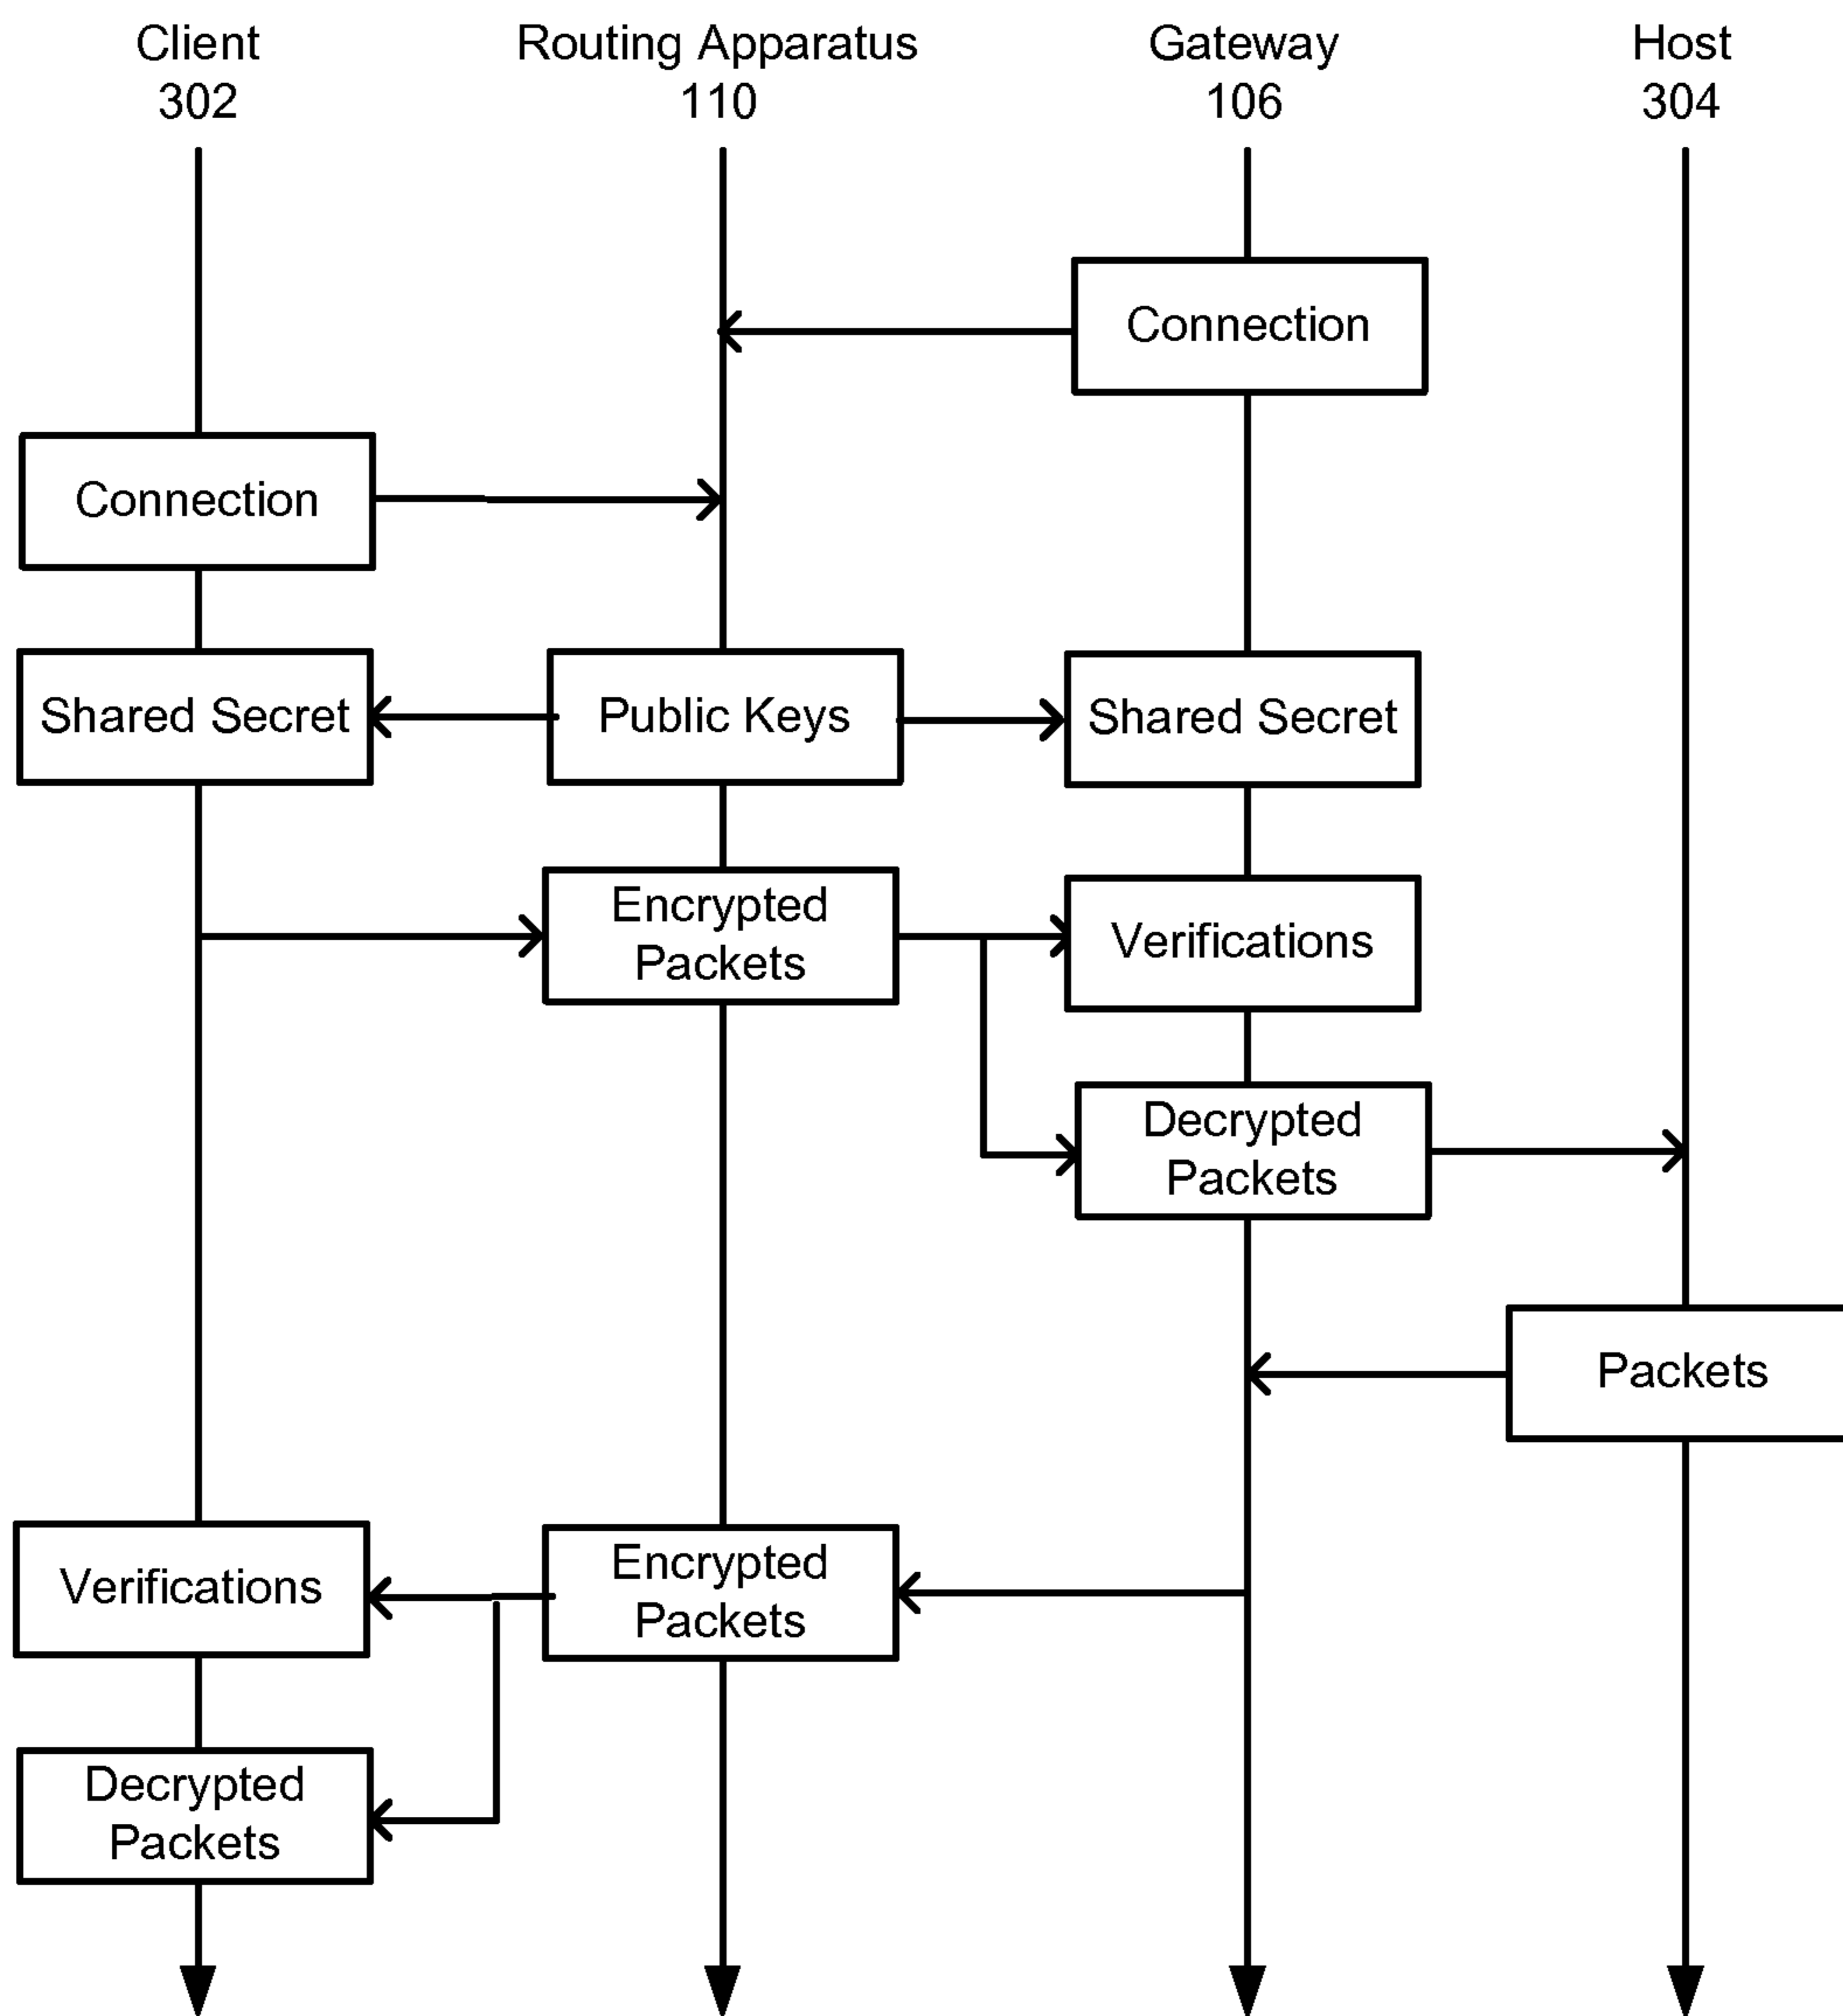 Client
302
Routing Apparatus
110
Gateway
106
Host
304
Connection
Connection
Shared Secret
Public Keys
Shared Secret
Encrypted
Packets
Verifications
Decrypted
Packets
Packets
Verifications
Encrypted
Packets
Decrypted
Packets